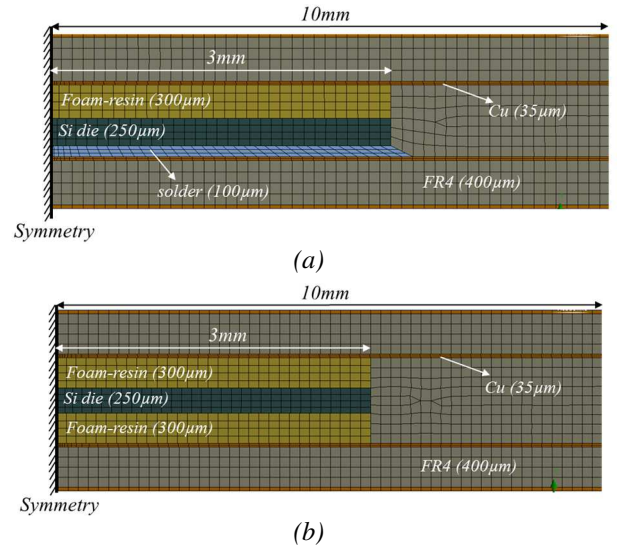 10mm
3mm
Foam-resin (300µm)
Cu (35µm)
Si die (250µm)
solder (100µm)
FR4 (400µm)
Symmetry
(a)
10mm
3mm
Foam-resin (300µm)
Cu (35µm)
Si die (250µm)
Foam-resin (300µm)
FR4 (400µm)
Symmetry
(b)